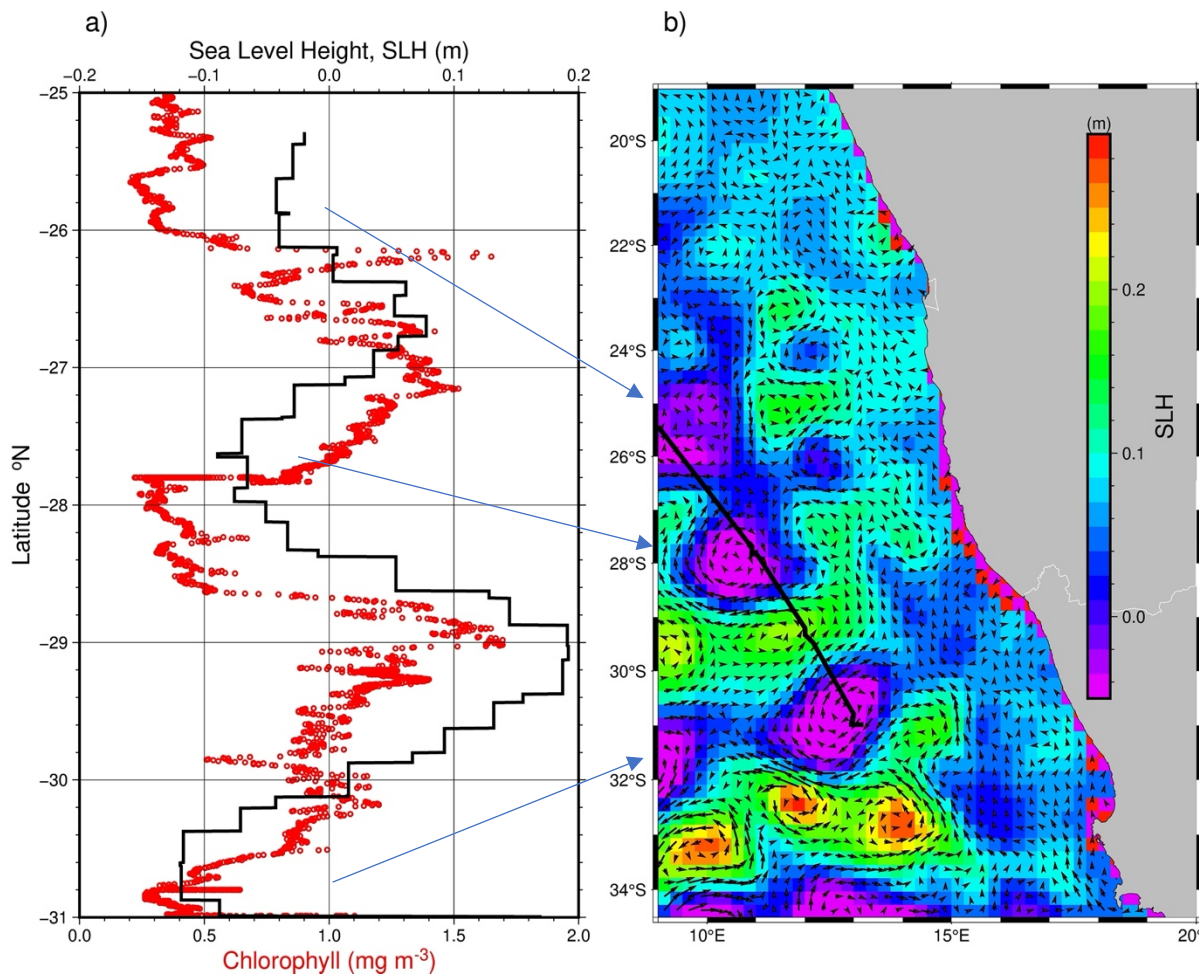 a)
Sea Level Height, SLH (m)
−0.2 −0.1 0.0 0.1 0.2
−25
−26
−27
−28
−29
−30
−31
Latitude ºN
0.0 0.5 1.0 1.5 2.0
Chlorophyll (mg m⁻³)
b)
20°S
22°S
24°S
26°S
28°S
30°S
32°S
34°S
10°E 15°E 20°
(m)
0.2
0.1
0.0
SLH